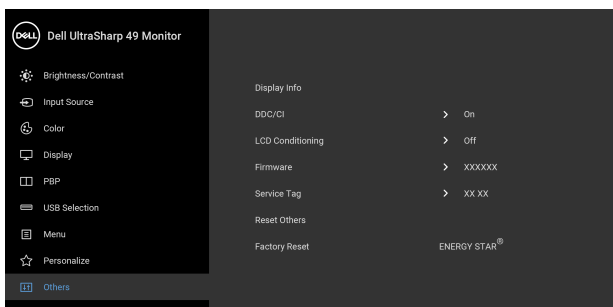 DELL
Dell UltraSharp 49 Monitor
Brightness/Contrast
Input Source
Color
Display
PBP
USB Selection
Menu
Personalize
Others
Display Info
DDC/CI > On
LCD Conditioning > Off
Firmware > XXXXXX
Service Tag > XX XX
Reset Others
Factory Reset ENERGY STAR®